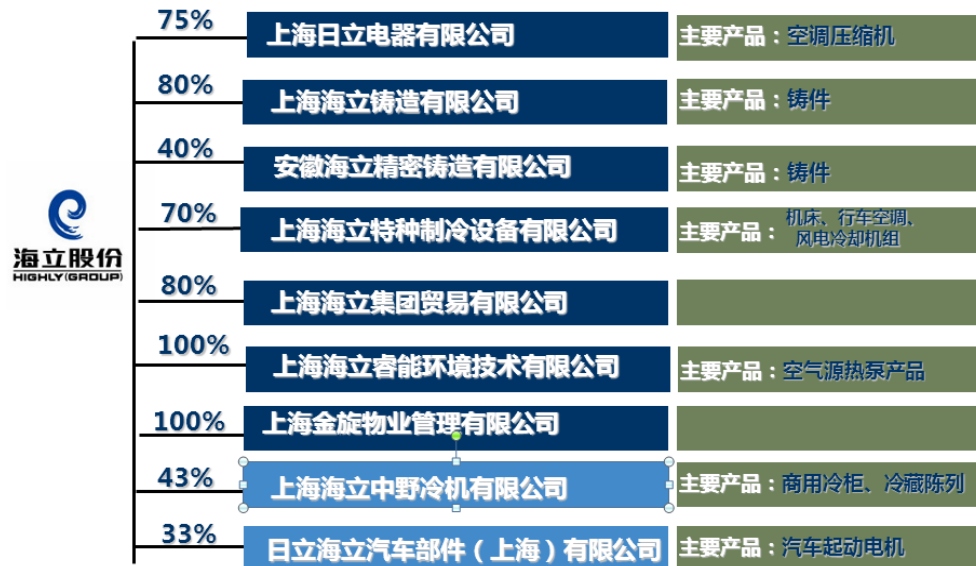 75%
上海日立电器有限公司
主要产品：空调压缩机
80%
上海海立铸造有限公司
主要产品：铸件
40%
安徽海立精密铸造有限公司
主要产品：铸件
70%
上海海立特种制冷设备有限公司
主要产品：机床、行车空调、
风电冷却机组
海立股份
HIGHLY(GROUP)
80%
上海海立集团贸易有限公司
100%
上海海立睿能环境技术有限公司
主要产品：空气源热泵产品
100%
上海金旋物业管理有限公司
43%
上海海立中野冷机有限公司
主要产品：商用冷柜、冷藏陈列
33%
日立海立汽车部件（上海）有限公司
主要产品：汽车起动电机